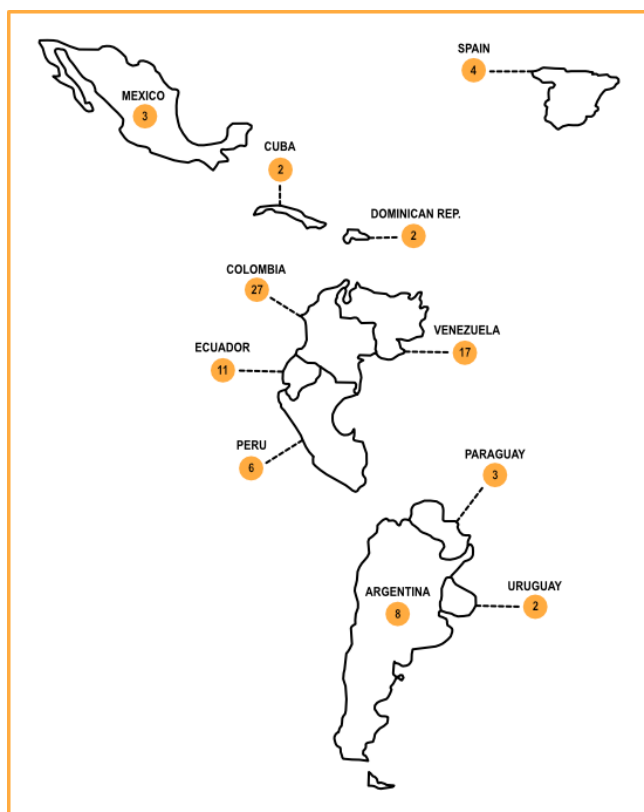 SPAIN
4
MEXICO
3
CUBA
2
DOMINICAN REP.
2
COLOMBIA
27
VENEZUELA
17
ECUADOR
11
PERU
6
PARAGUAY
3
ARGENTINA
8
URUGUAY
2